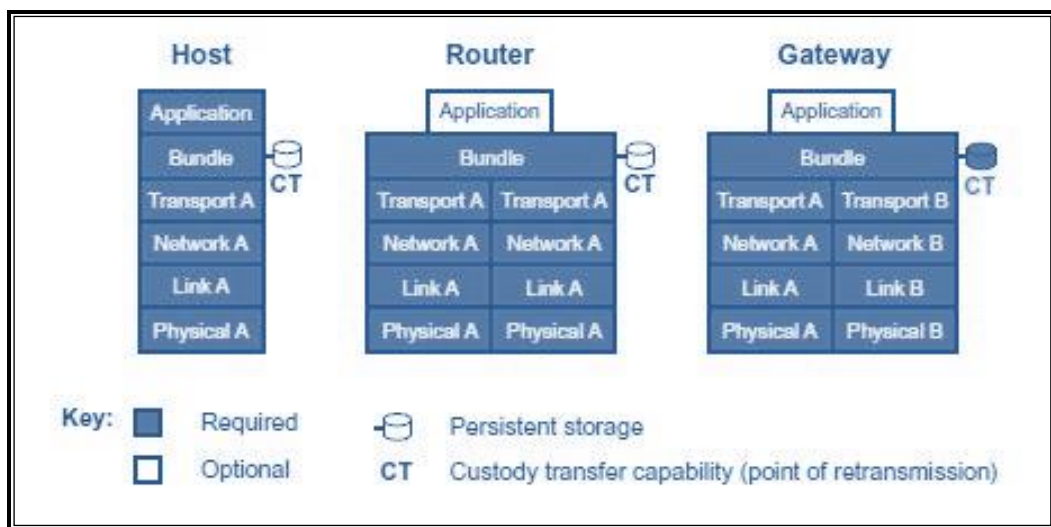 Host Router Gateway
Application Application Application
Bundle Bundle Bundle
CT CT CT
Transport A Transport A Transport A Transport A Transport B
Network A Network A Network A Network A Network B
Link A Link A Link A Link A Link B
Physical A Physical A Physical A Physical A Physical B
Key: Required Persistent storage
Optional CT Custody transfer capability (point of retransmission)